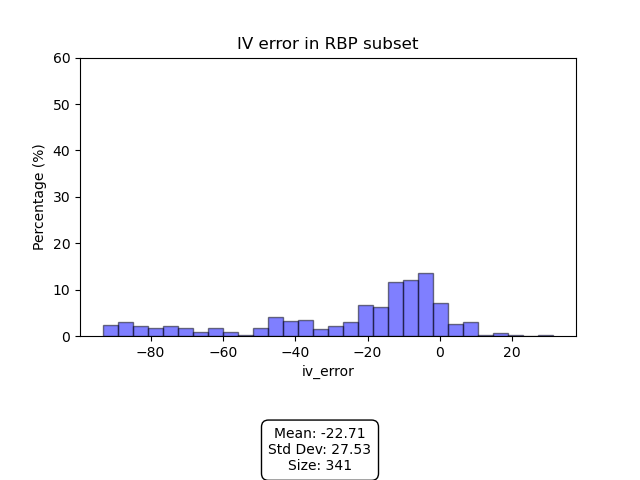 IV error in RBP subset
Percentage (%)
60
50
40
30
20
10
0
−80
−60
−40
−20
0
20
iv_error
Mean: -22.71
Std Dev: 27.53
Size: 341